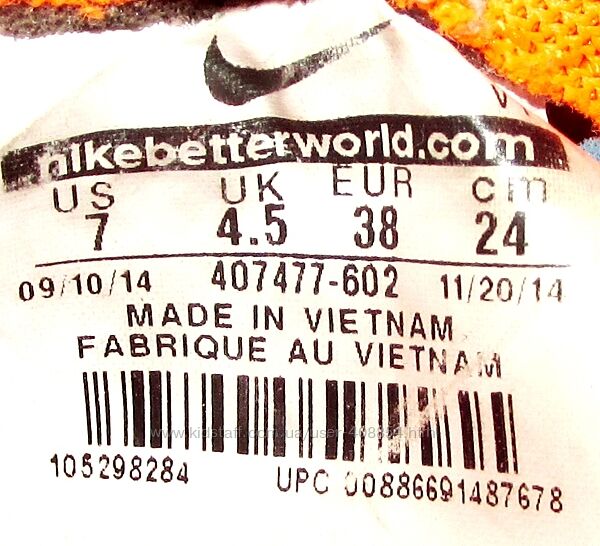 nikebetterworld.com
US UK EUR cm
7 4.5 38 24
09/10/14 407477-602 11/20/14
MADE IN VIETNAM
FABRIQUE AU VIETNAM
105298284 UPC 00886691487678